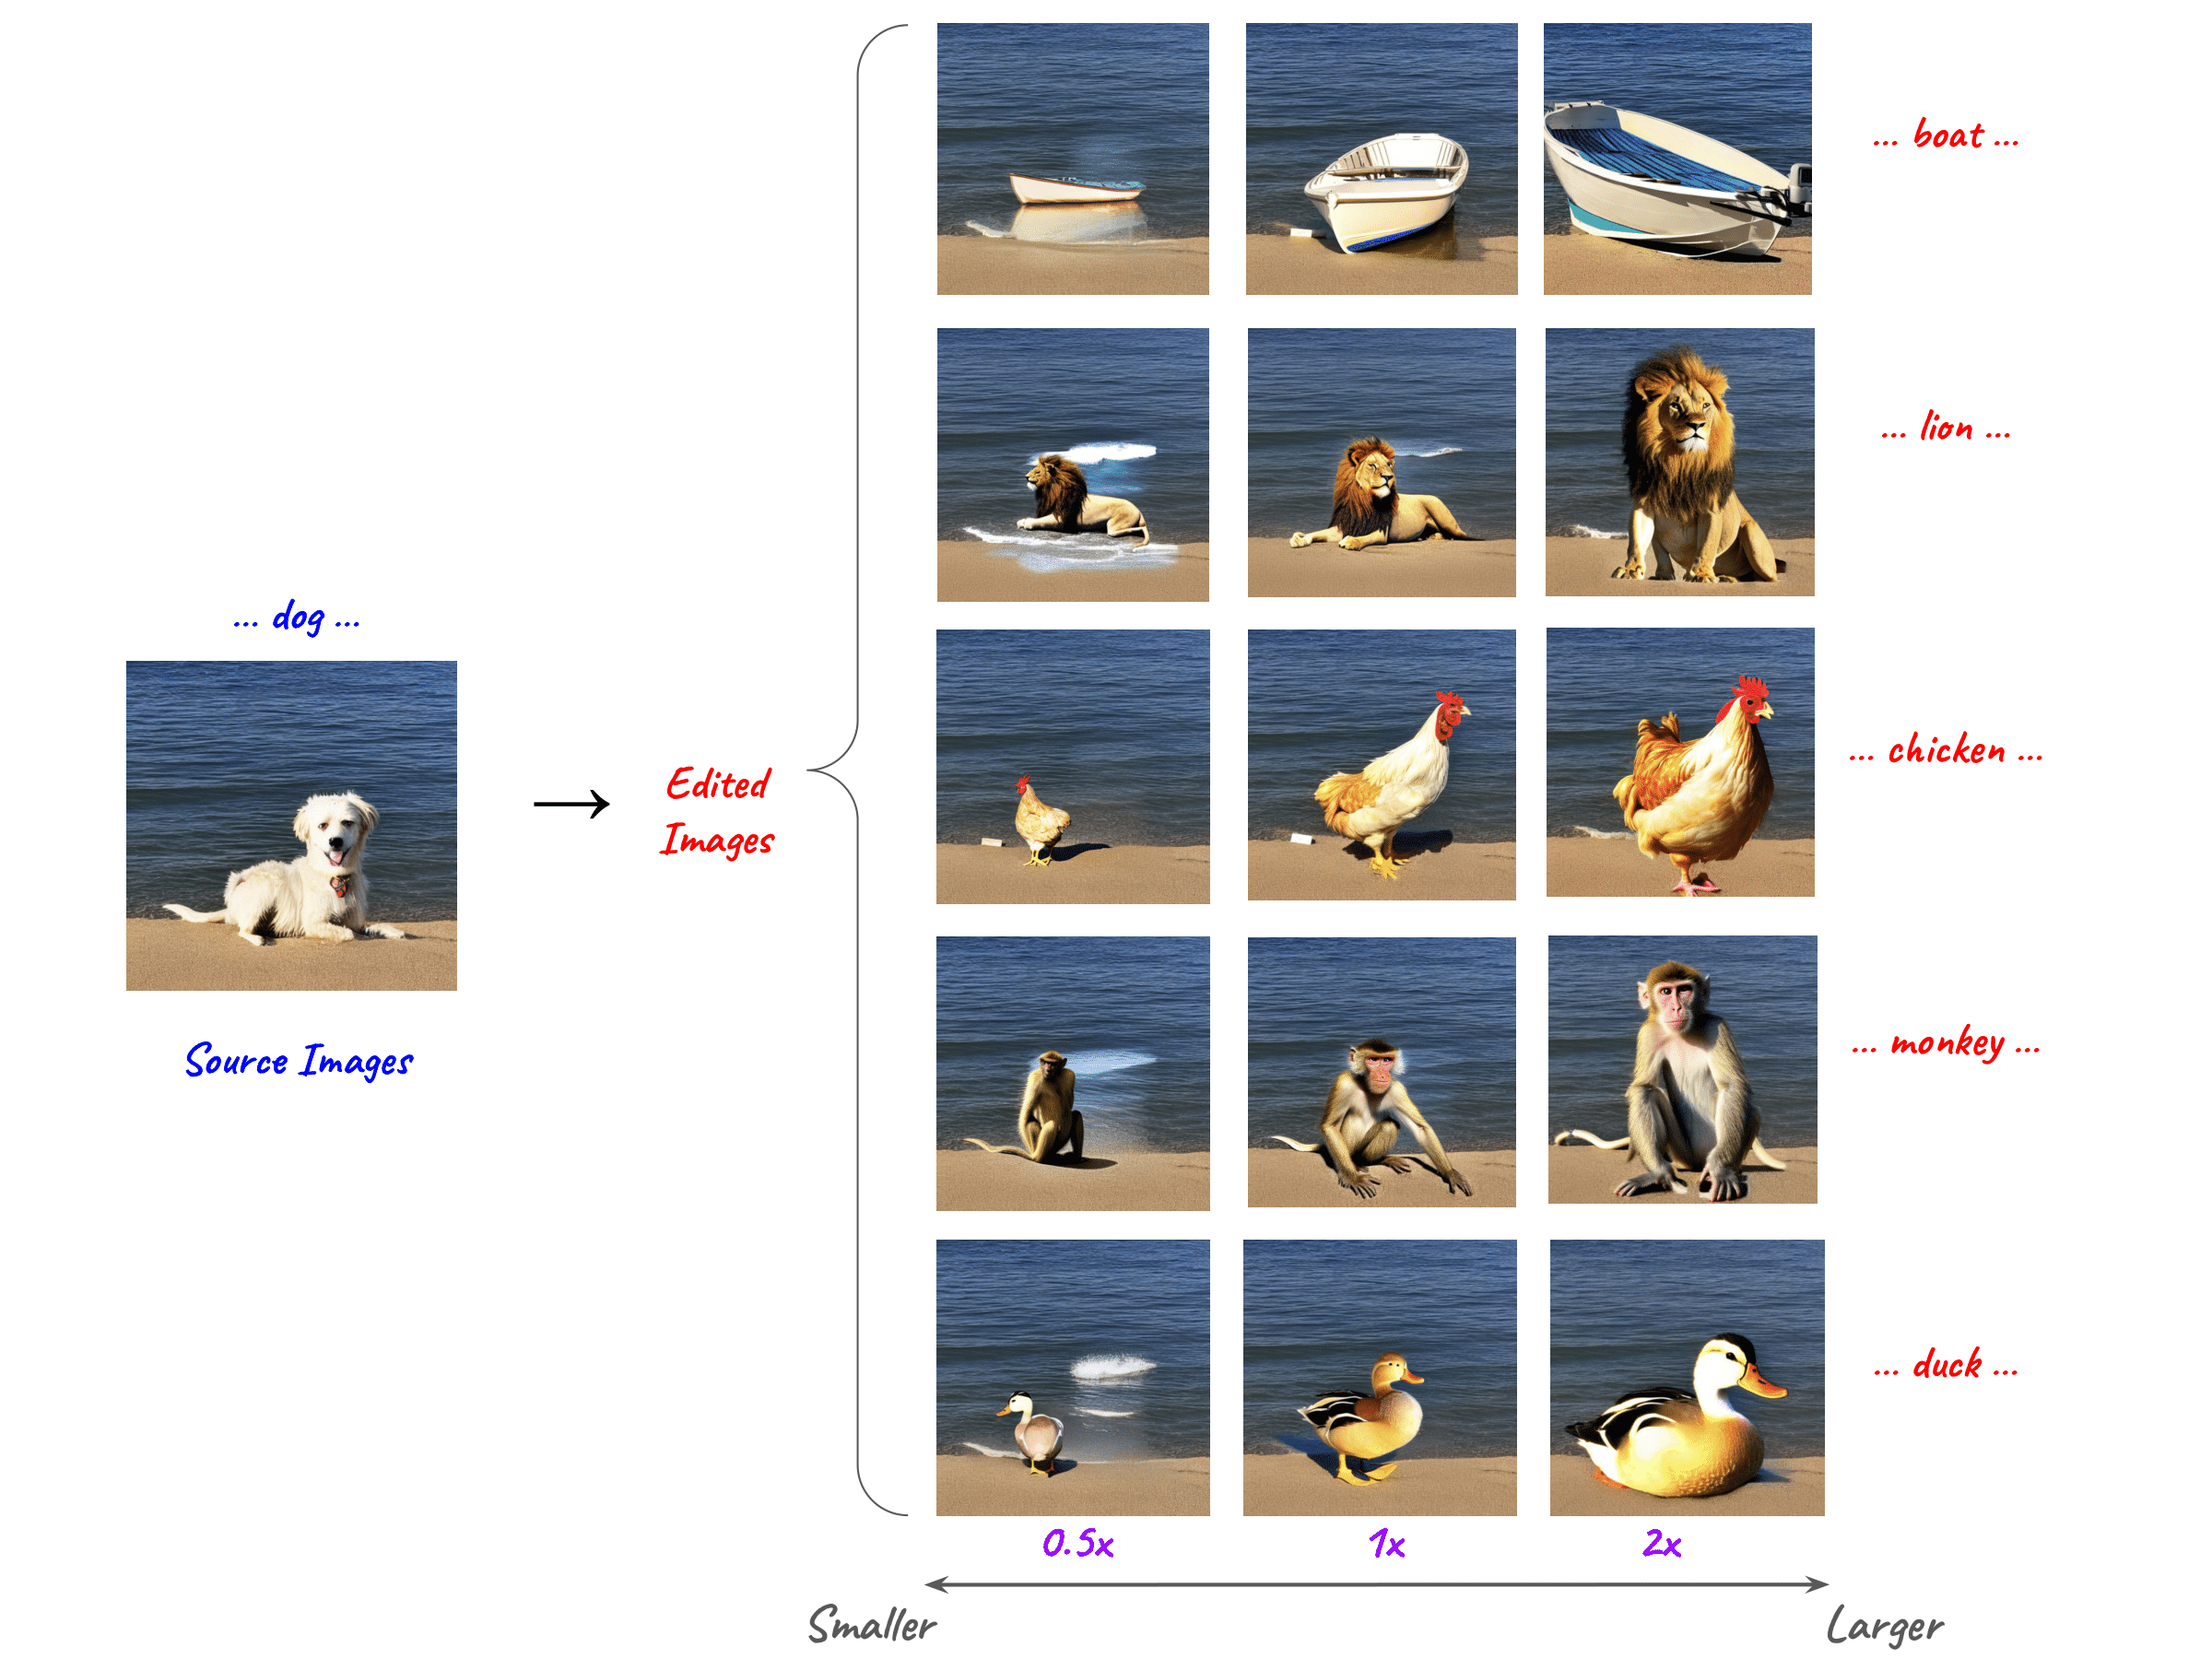 ... dog ...
Source Images
Edited
Images
... boat ...
... lion ...
... chicken ...
... monkey ...
... duck ...
0.5x
1x
2x
Smaller
Larger